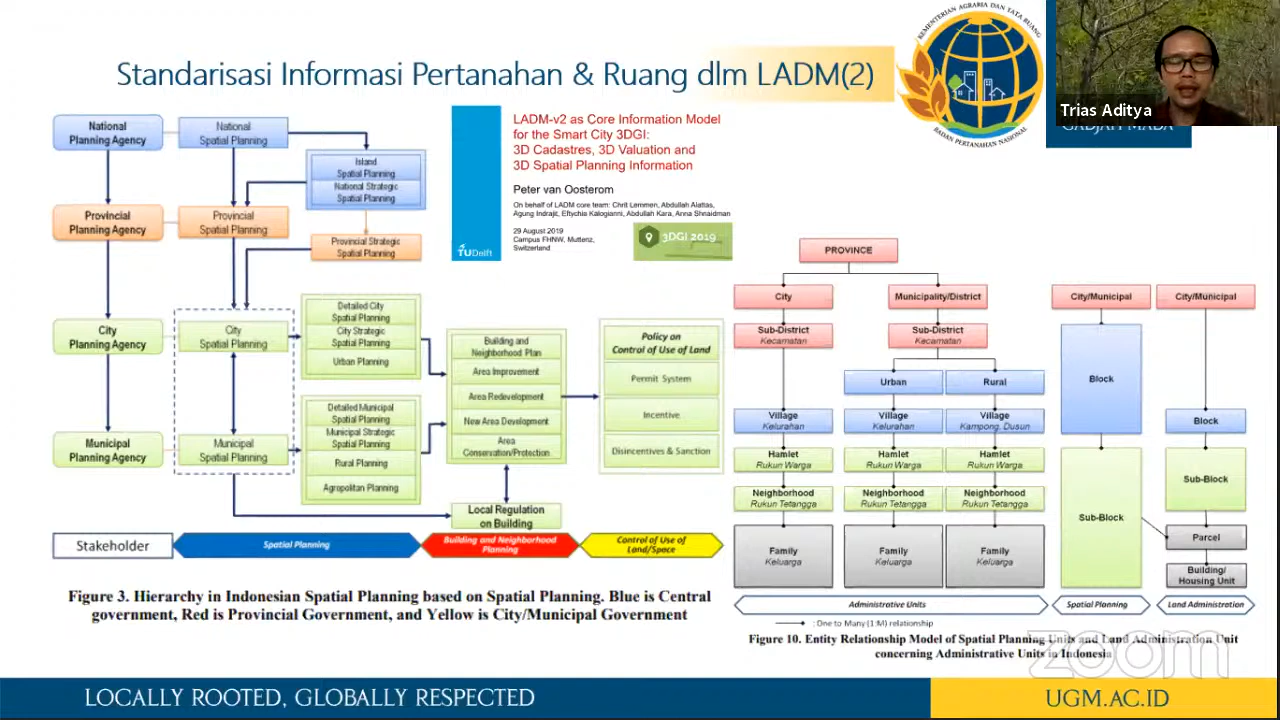 Standarisasi Informasi Pertanahan & Ruang dlm LADM(2)
KEMENTERIAN AGRARIA DAN TATA RUANG
BADAN PERTANAHAN NASIONAL
Trias Aditya
GADJAH MADA
National
Planning Agency
National
Spatial Planning
Island
Spatial Planning
National Strategic
Spatial Planning
Provincial
Planning Agency
Provincial
Spatial Planning
Provincial Strategic
Spatial Planning
City
Planning Agency
City
Spatial Planning
Detailed City
Spatial Planning
City Strategic
Spatial Planning
Urban Planning
Municipal
Planning Agency
Municipal
Spatial Planning
Detailed Municipal
Spatial Planning
Municipal Strategic
Spatial Planning
Rural Planning
Agropolitan Planning
Building and
Neighborhood Plan
Area Improvement
Area Redevelopment
New Area Development
Area
Conservation/Protection
Local Regulation
on Building
Policy on
Control of Use of Land
Permit System
Incentive
Disincentives & Sanction
Stakeholder
Spatial Planning
Building and Neighborhood
Planning
Control of Use of
Land/Space
Figure 3. Hierarchy in Indonesian Spatial Planning based on Spatial Planning. Blue is Central
government, Red is Provincial Government, and Yellow is City/Municipal Government
LADM-v2 as Core Information Model
for the Smart City 3DGI:
3D Cadastres, 3D Valuation and
3D Spatial Planning Information
Peter van Oosterom
On behalf of LADM core team: Chrit Lemmen, Abdullah Alattas,
Agung Indrajit, Eftychia Kalogianni, Abdullah Kara, Anna Shnaidman
29 August 2019
Campus FHNW, Muttenz,
Switzerland
TUDelft
3DGI 2019
PROVINCE
City
Municipality/District
City/Municipal
City/Municipal
Sub-District
Kecamatan
Sub-District
Kecamatan
Urban
Rural
Block
Village
Kelurahan
Village
Kelurahan
Village
Kampong, Dusun
Block
Hamlet
Rukun Warga
Hamlet
Rukun Warga
Hamlet
Rukun Warga
Sub-Block
Neighborhood
Rukun Tetangga
Neighborhood
Rukun Tetangga
Neighborhood
Rukun Tetangga
Sub-Block
Parcel
Family
Keluarga
Family
Keluarga
Family
Keluarga
Building/
Housing Unit
Administrative Units
Spatial Planning
Land Administration
: One to Many (1:M) relationship
Figure 10. Entity Relationship Model of Spatial Planning Units and Land Administration Unit
concerning Administrative Units in Indonesia
zoom
LOCALLY ROOTED, GLOBALLY RESPECTED
UGM.AC.ID